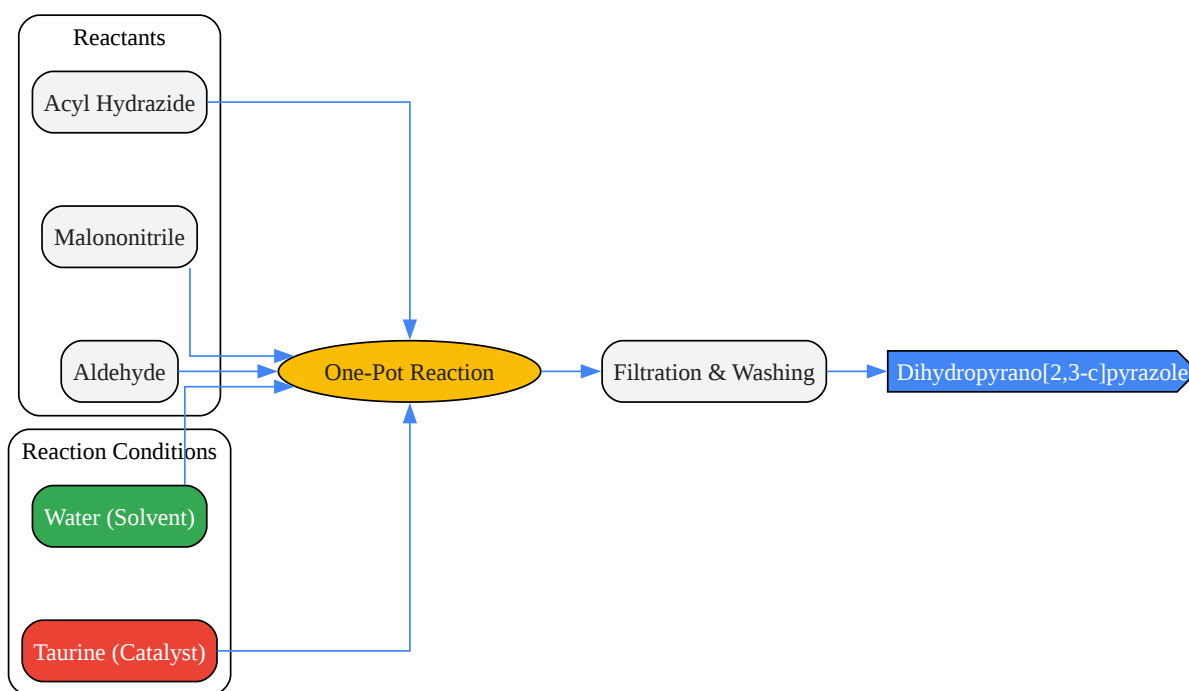 Reactants
Acyl Hydrazide
Malononitrile
Aldehyde
One-Pot Reaction
Filtration & Washing
Dihydropyrano[2,3-c]pyrazole
Reaction Conditions
Water (Solvent)
Taurine (Catalyst)